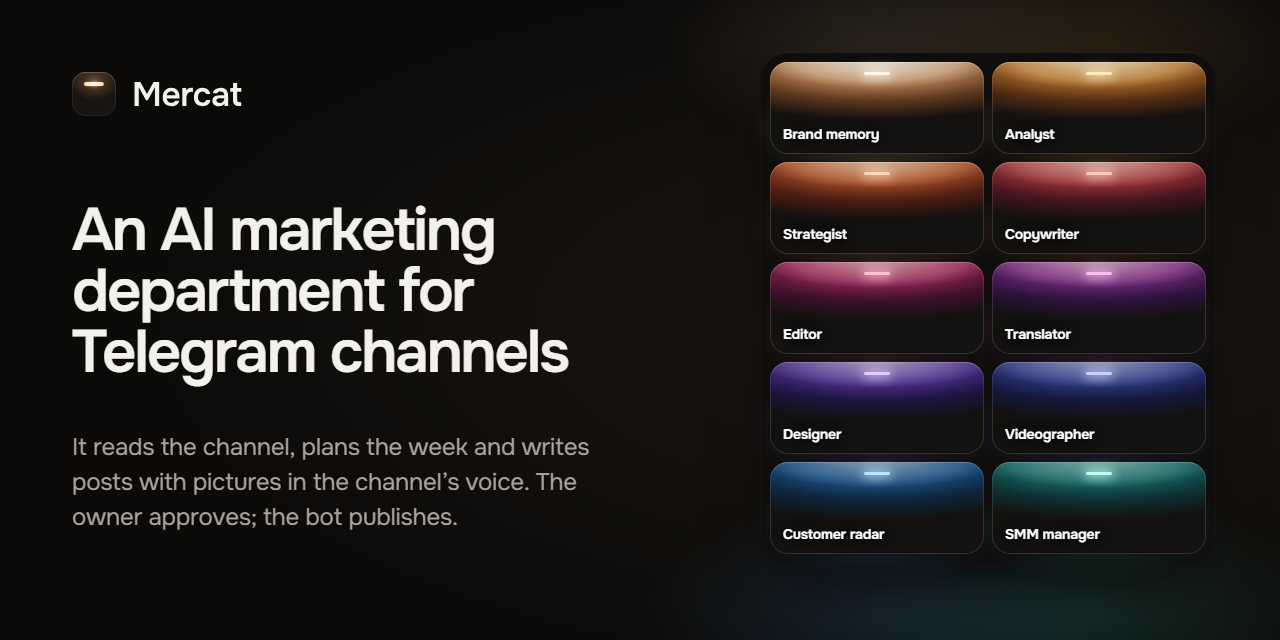 Mercat
An AI marketing
department for
Telegram channels
It reads the channel, plans the week and writes
posts with pictures in the channel’s voice. The
owner approves; the bot publishes.
Brand memory
Analyst
Strategist
Copywriter
Editor
Translator
Designer
Videographer
Customer radar
SMM manager